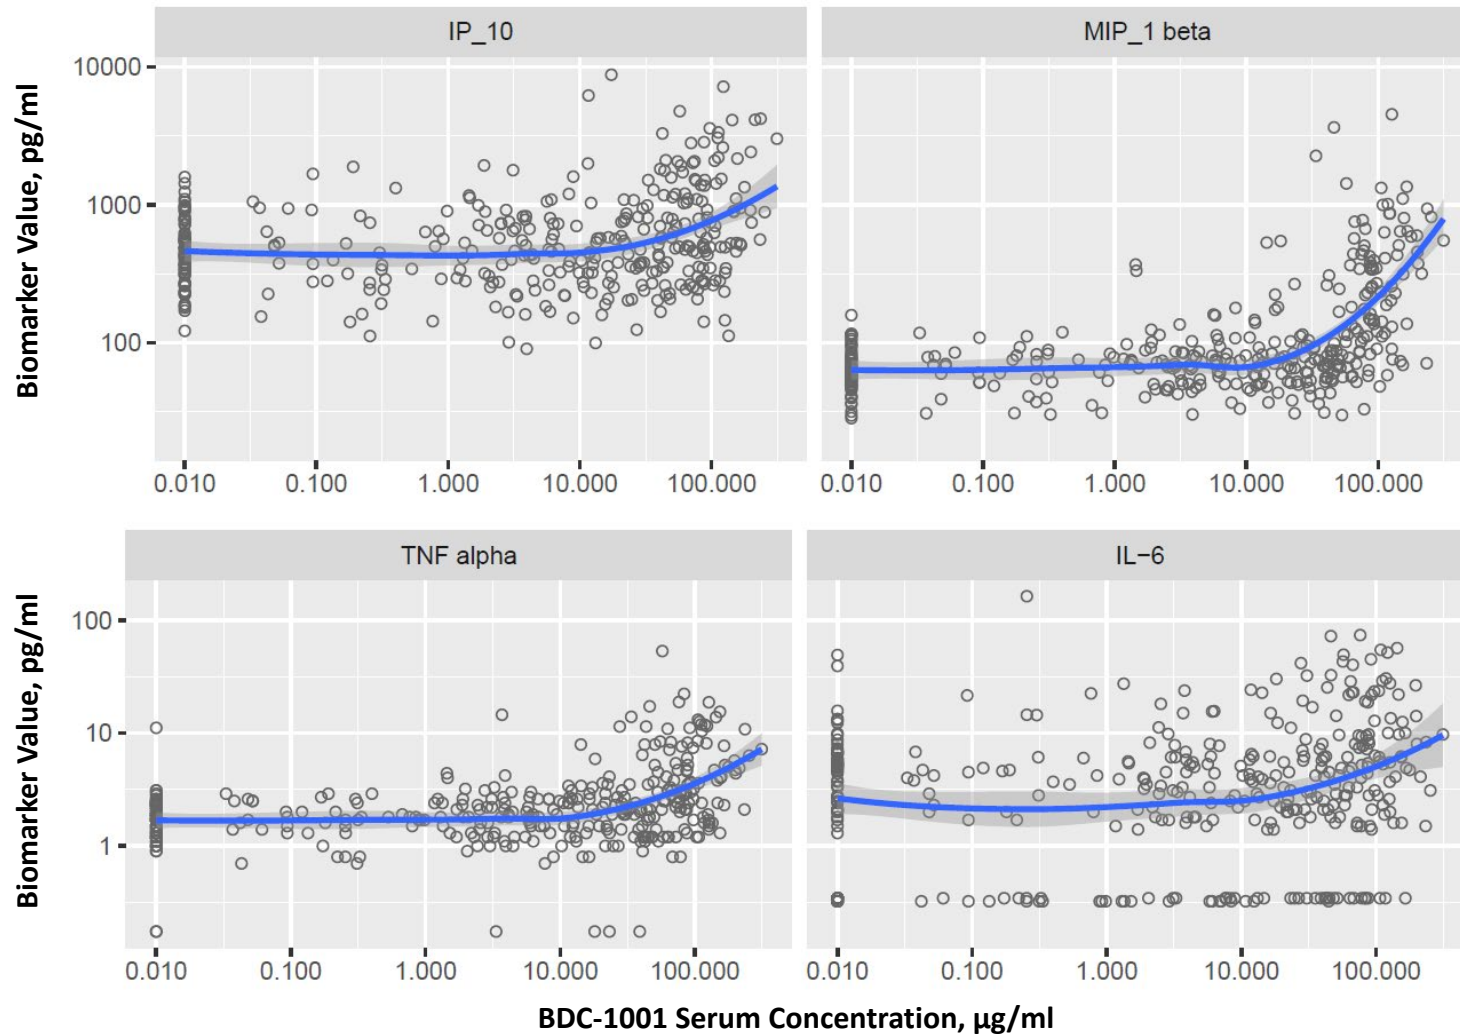 IP_10
MIP_1 beta
Biomarker Value, pg/ml
10000
1000
100
0.010 0.100 1.000 10.000 100.000
0.010 0.100 1.000 10.000 100.000
TNF alpha
IL−6
Biomarker Value, pg/ml
100
10
1
0.010 0.100 1.000 10.000 100.000
0.010 0.100 1.000 10.000 100.000
BDC-1001 Serum Concentration, µg/ml